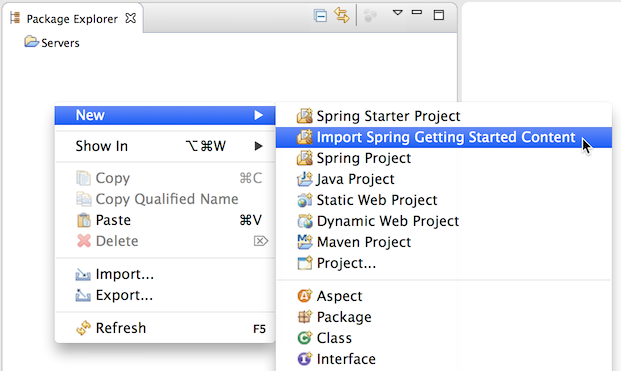 Package Explorer
Servers
New
Show In ⌥⌘W
Copy ⌘C
Copy Qualified Name
Paste ⌘V
Delete ⌦
Import...
Export...
Refresh F5
Spring Starter Project
Import Spring Getting Started Content
Spring Project
Java Project
Static Web Project
Dynamic Web Project
Maven Project
Project...
Aspect
Package
Class
Interface